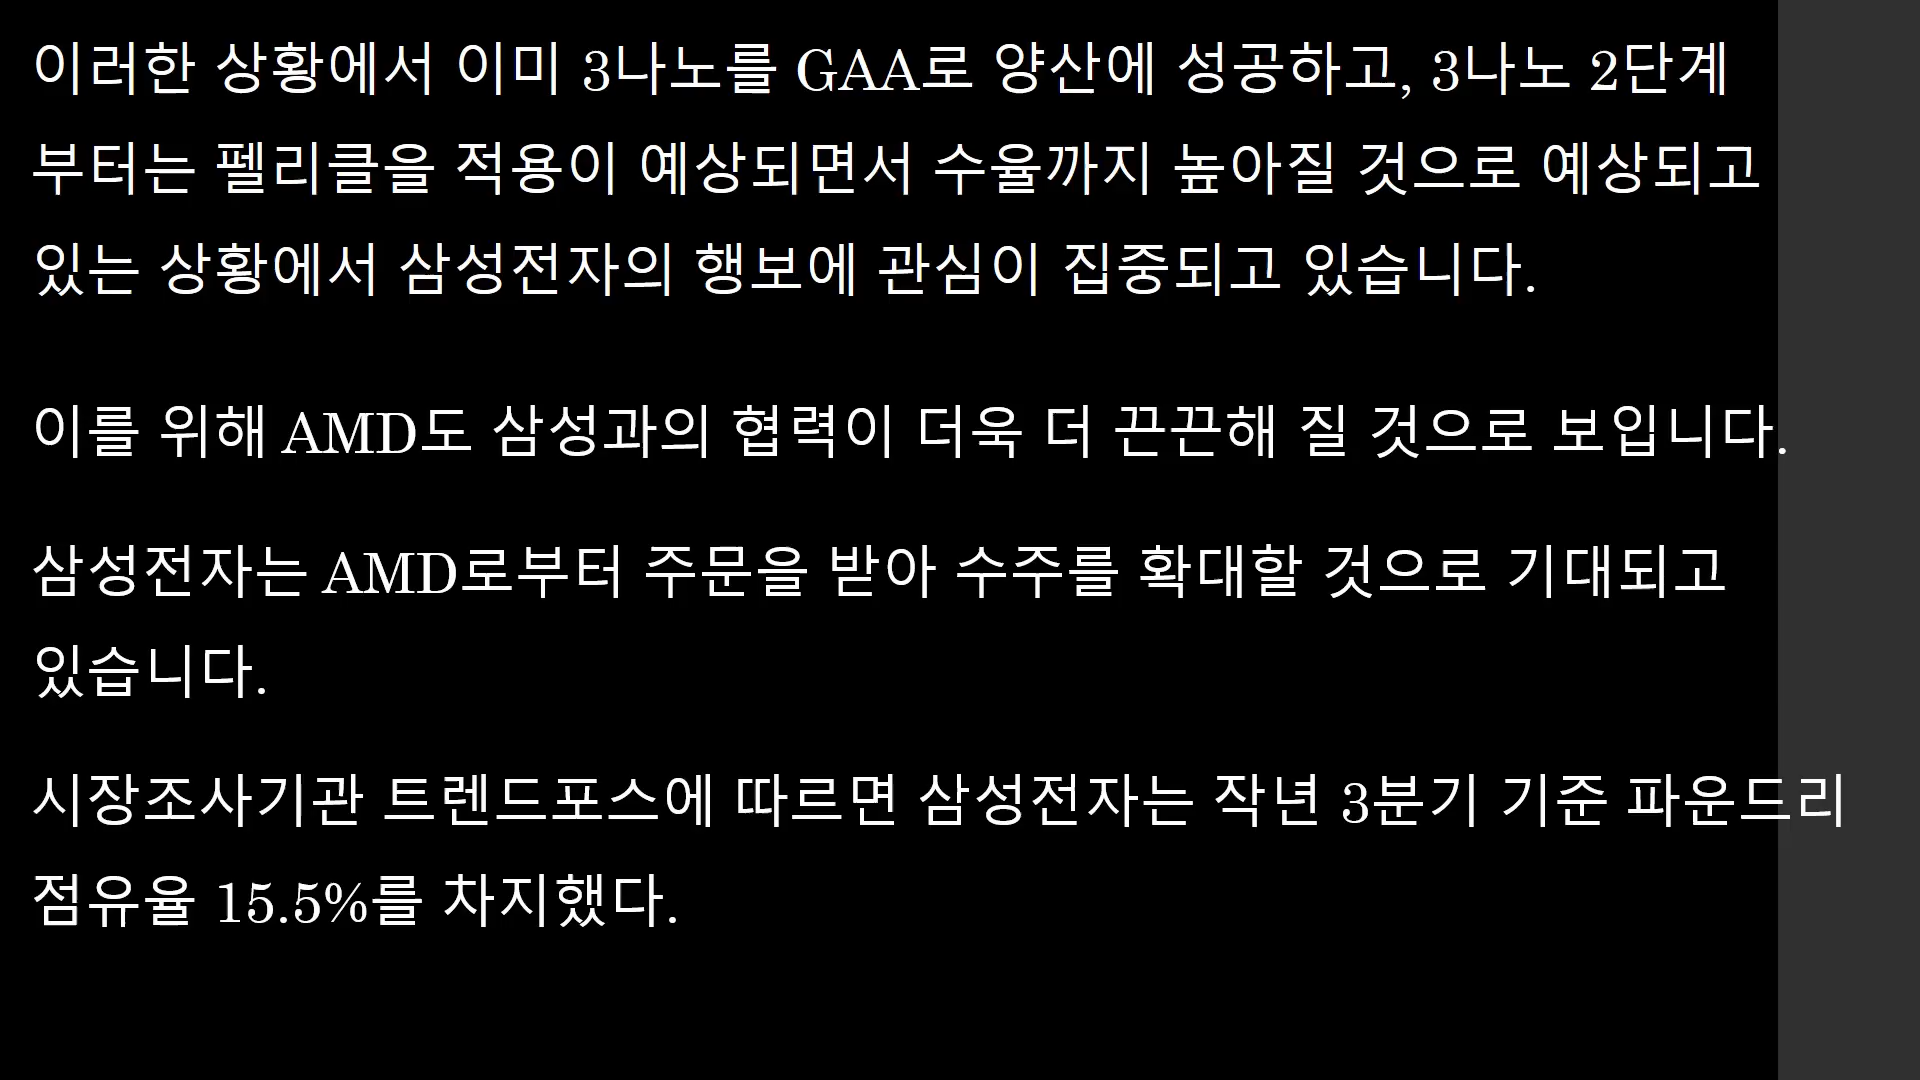 이러한 상황에서 이미 3나노를 GAA로 양산에 성공하고, 3나노 2단계
부터는 펠리클을 적용이 예상되면서 수율까지 높아질 것으로 예상되고
있는 상황에서 삼성전자의 행보에 관심이 집중되고 있습니다.
이를 위해 AMD도 삼성과의 협력이 더욱 더 끈끈해 질 것으로 보입니다.
삼성전자는 AMD로부터 주문을 받아 수주를 확대할 것으로 기대되고
있습니다.
시장조사기관 트렌드포스에 따르면 삼성전자는 작년 3분기 기준 파운드리
점유율 15.5%를 차지했다.